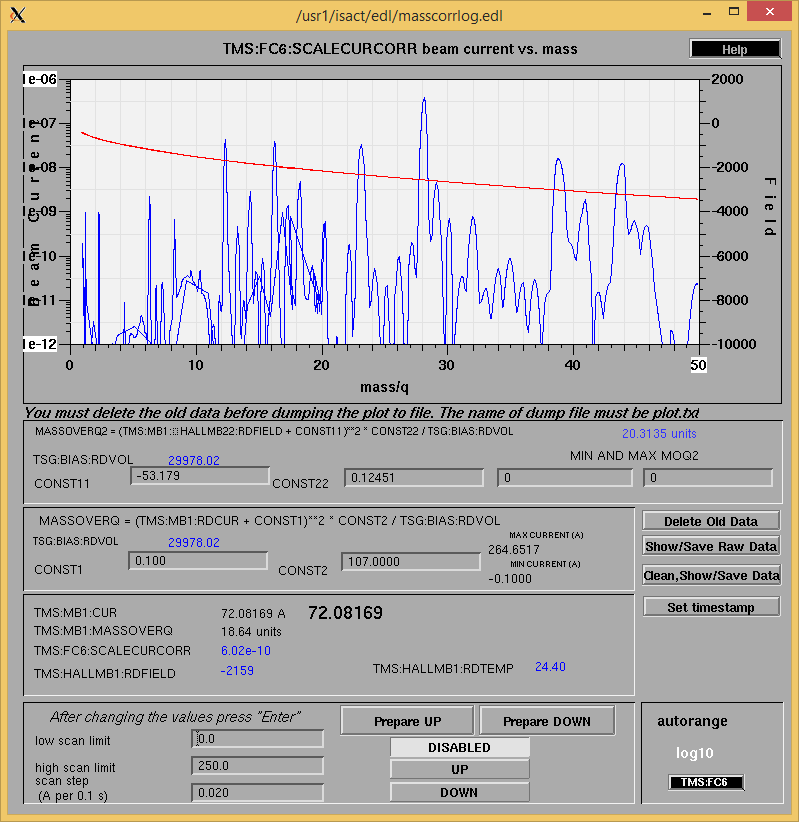 /usr1/isact/edl/masscorrlog.edl
TMS:FC6:SCALECURCORR beam current vs. mass
Help
1e-06
1e-07
1e-08
1e-09
1e-10
1e-11
1e-12
Beam Current
2000
0
-2000
-4000
-6000
-8000
-10000
Field
0 10 20 30 40 50
mass/q
You must delete the old data before dumping the plot to file. The name of dump file must be plot.txt
MASSOVERQ2 = (TMS:MB1: HALLMB22:RDFIELD + CONST11)**2 * CONST22 / TSG:BIAS:RDVOL
20.3135 units
TSG:BIAS:RDVOL 29978.02
MIN AND MAX MOQ2
CONST11 -53.179 CONST22 0.12451 0 0
MASSOVERQ = (TMS:MB1:RDCUR + CONST1)**2 * CONST2 / TSG:BIAS:RDVOL
TSG:BIAS:RDVOL 29978.02
MAX CURRENT (A)
264.6517
MIN CURRENT (A)
-0.1000
CONST1 0.100 CONST2 107.0000
Delete Old Data
Show/Save Raw Data
Clean,Show/Save Data
Set timestamp
TMS:MB1:CUR 72.08169 A 72.08169
TMS:MB1:MASSOVERQ 18.64 units
TMS:FC6:SCALECURCORR 6.02e-10
TMS:HALLMB1:RDFIELD -2159
TMS:HALLMB1:RDTEMP 24.40
After changing the values press "Enter"
low scan limit 0.0
high scan limit 250.0
scan step
(A per 0.1 s) 0.020
Prepare UP
Prepare DOWN
DISABLED
UP
DOWN
autorange
log10
TMS:FC6